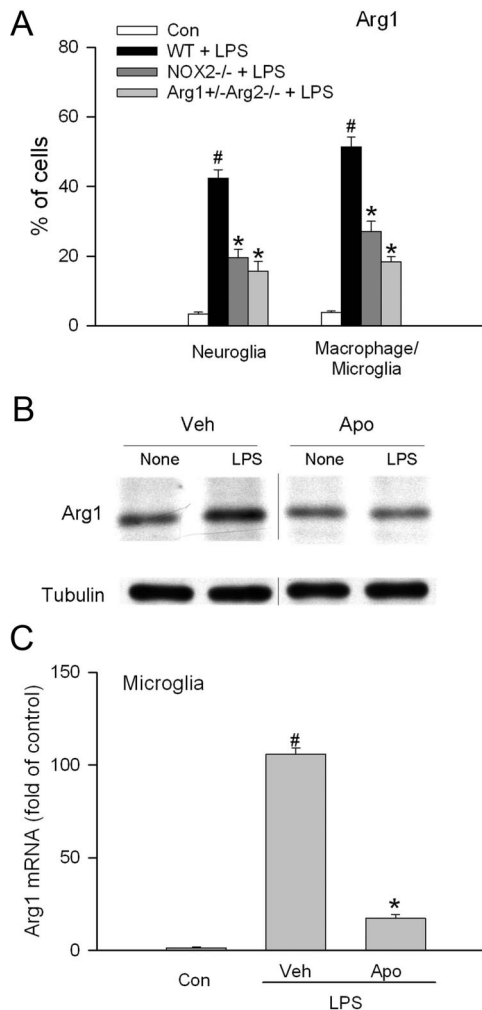 A
Arg1
Con
WT + LPS
NOX2-/- + LPS
Arg1+/-Arg2-/- + LPS
% of cells
80
60
40
20
0
#
*
*
#
*
*
Neuroglia
Macrophage/
Microglia
B
Veh Apo
None LPS None LPS
Arg1
Tubulin
C
Microglia
Arg1 mRNA (fold of control)
150
100
50
0
#
*
Con Veh Apo
LPS